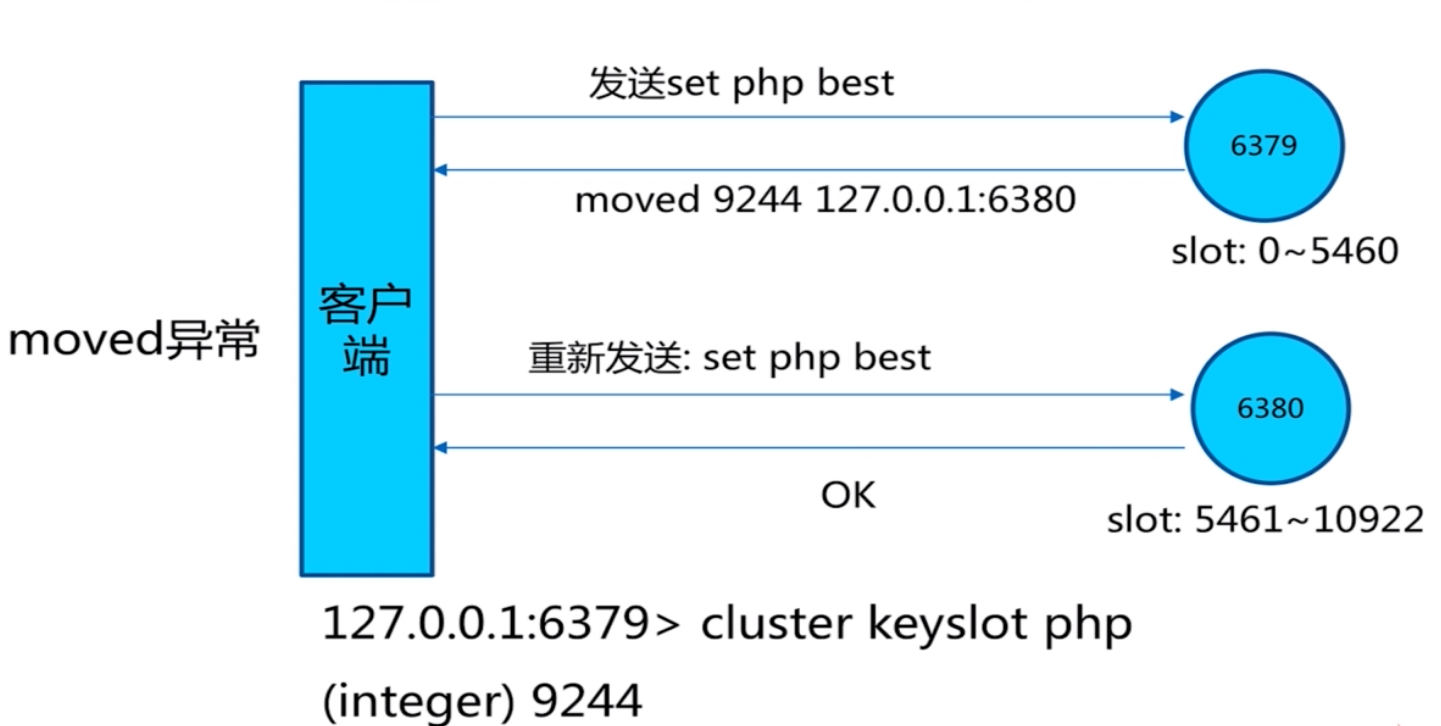 发送set php best
6379
moved 9244 127.0.0.1:6380
slot: 0~5460
moved异常
客户
端
重新发送: set php best
6380
OK
slot: 5461~10922
127.0.0.1:6379> cluster keyslot php
(integer) 9244